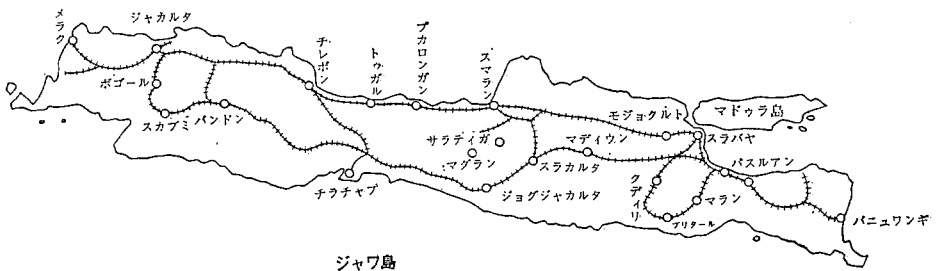 メラク
ジャカルタ
ボゴール
スカブミ
バンドン
チレボン
トゥガル
プカロンガン
スマラン
サラティガ
マグラン
チラチャプ
ジョグジャカルタ
スラカルタ
マディウン
モジョクルト
マドゥラ島
スラバヤ
パスルアン
クディリ
マラン
ブリタール
バニュワンギ
ジャワ島